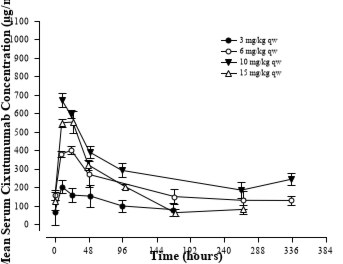 Mean Serum Cixutumumab Concentration (µg/m
1100
1000
900
800
700
600
500
400
300
200
100
0
3 mg/kg qw
6 mg/kg qw
10 mg/kg qw
15 mg/kg qw
0 48 96 144 192 240 288 336 384
Time (hours)